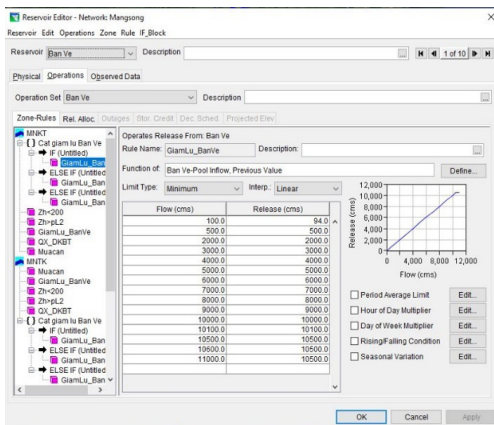 Reservoir Editor - Network: Mangsong
Reservoir Edit Operations Zone Rule IF_Block
Reservoir Ban Ve Description 1 of 10
Physical Operations Observed Data
Operation Set Ban Ve Description
Zone-Rules Rel. Alloc. Outages Stor. Credit Dec. Sched Projected Elev
MNKT
{ } Cat giam lu Ban Ve
IF (Untitled)
GiamLu_Ban
ELSE IF (Untitled
GiamLu_Ban
ELSE IF (Untitled
GiamLu_Ban
Zh<200
Zh>pL2
GiamLu_BanVe
QX_DKBT
Muacan
MNTK
Muacan
GiamLu_BanVe
Zh<200
Zh>pL2
QX_DKBT
{ } Cat giam lu Ban Ve
IF (Untitled)
GiamLu_Ban
ELSE IF (Untitled
GiamLu_Ban
ELSE IF (Untitled
GiamLu_Ban
Operates Release From: Ban Ve
Rule Name: GiamLu_BanVe Description:
Function of: Ban Ve-Pool Inflow, Previous Value Define...
Limit Type: Minimum Interp.: Linear
Flow (cms) Release (cms)
100.0 94.0
500.0 500.0
2000.0 2000.0
3000.0 3000.0
4000.0 4000.0
5000.0 5000.0
6000.0 6000.0
7000.0 7000.0
8000.0 8000.0
9000.0 9000.0
10000.0 10000.0
10100.0 10100.0
10500.0 10500.0
10600.0 10500.0
11000.0 10500.0
Release (cms)
12,000
10,000
8,000
6,000
4,000
2,000
0
0 4,000 8,000 12,000
Flow (cms)
Period Average Limit Edit...
Hour of Day Multiplier Edit...
Day of Week Multiplier Edit...
Rising/Falling Condition Edit...
Seasonal Variation Edit...
OK Cancel Apply